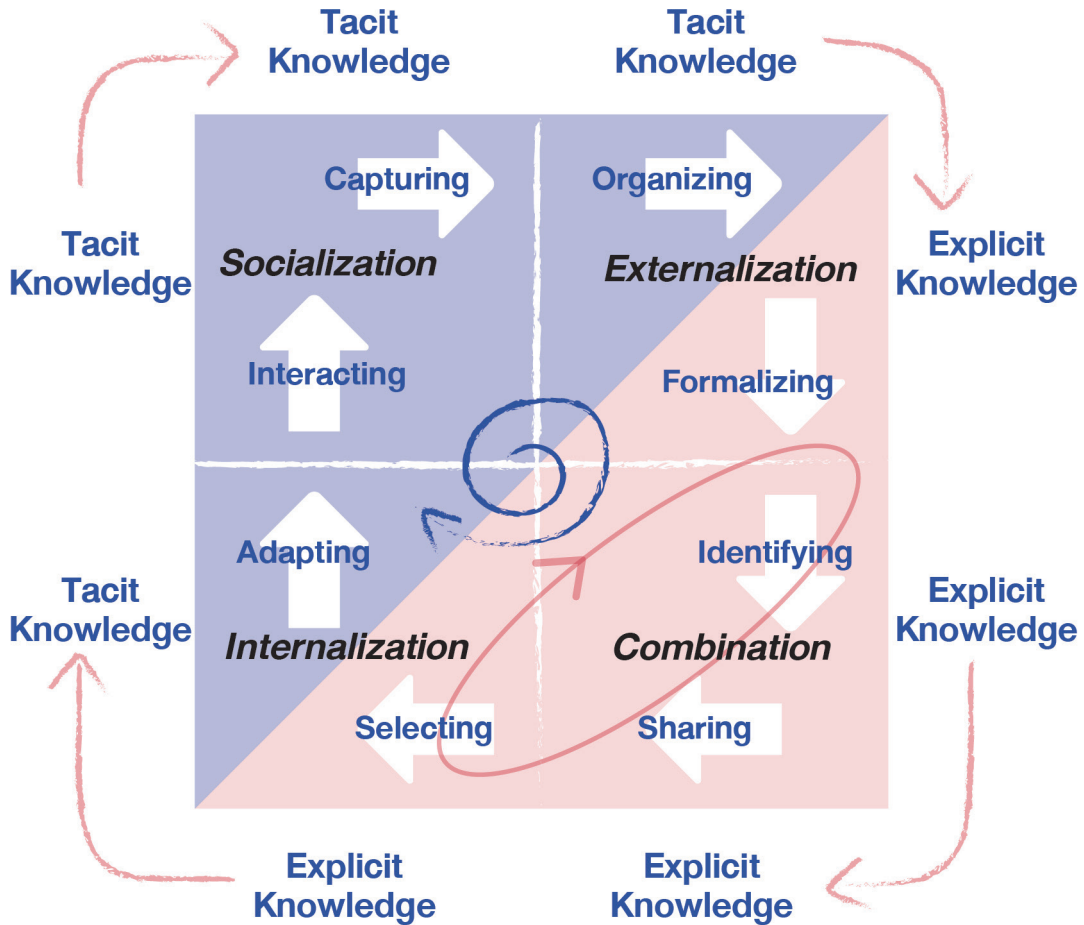 Tacit
Knowledge
Tacit
Knowledge
Capturing
Organizing
Tacit
Knowledge
Socialization
Externalization
Explicit
Knowledge
Interacting
Formalizing
Adapting
Identifying
Tacit
Knowledge
Internalization
Combination
Explicit
Knowledge
Selecting
Sharing
Explicit
Knowledge
Explicit
Knowledge